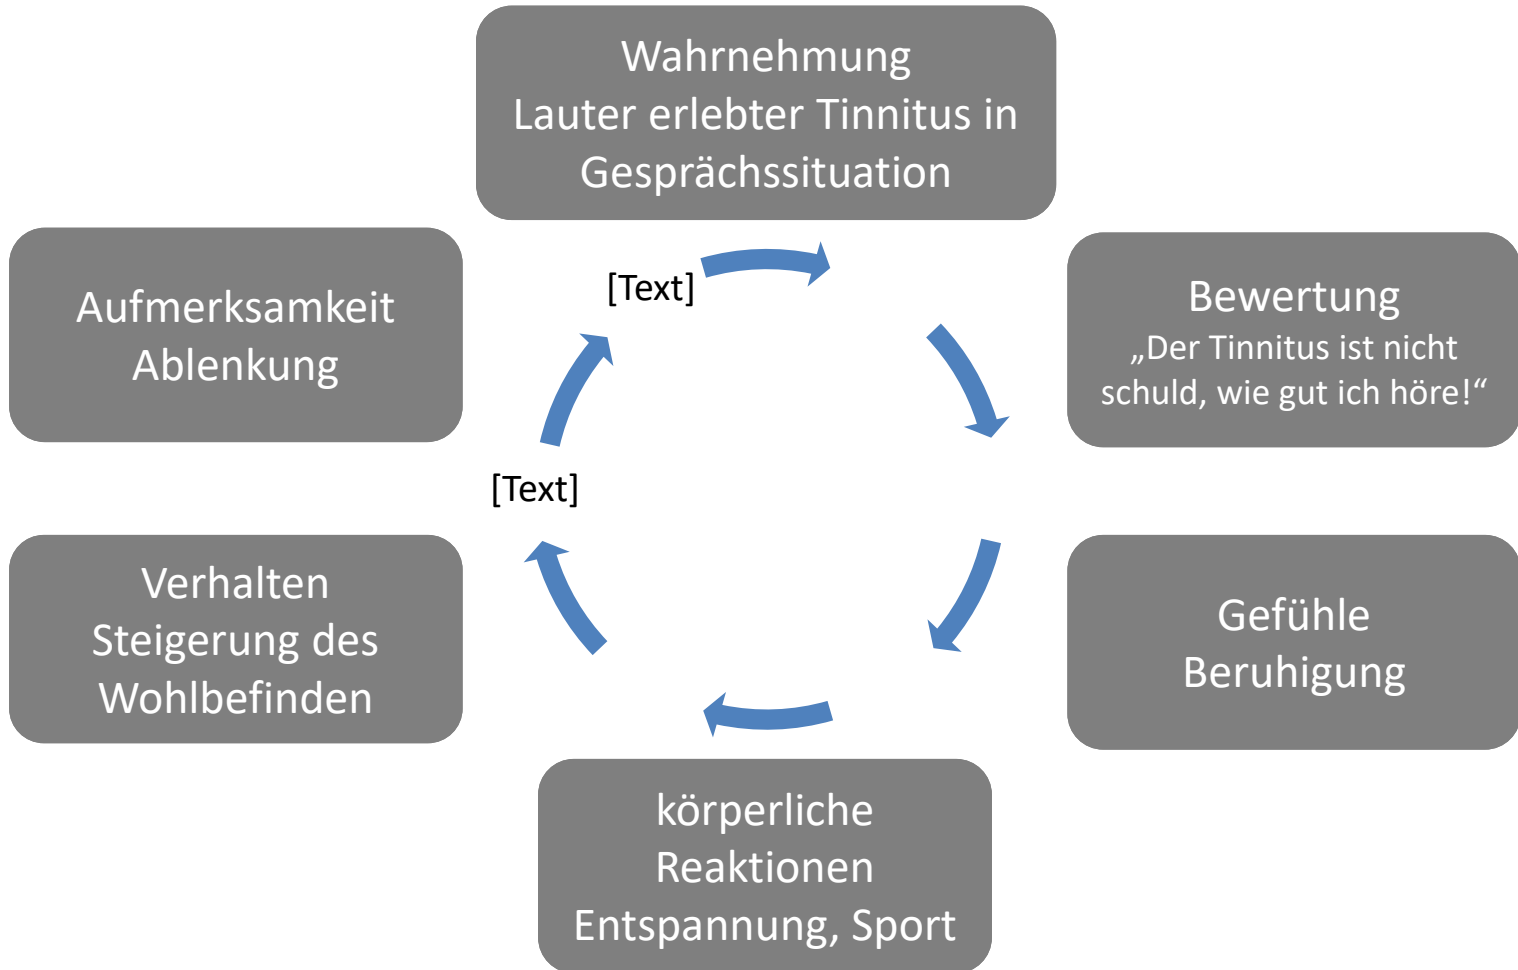 Wahrnehmung
Lauter erlebter Tinnitus in
Gesprächssituation
[Text]
Bewertung
„Der Tinnitus ist nicht
schuld, wie gut ich höre!“
Gefühle
Beruhigung
körperliche
Reaktionen
Entspannung, Sport
Verhalten
Steigerung des
Wohlbefinden
[Text]
Aufmerksamkeit
Ablenkung